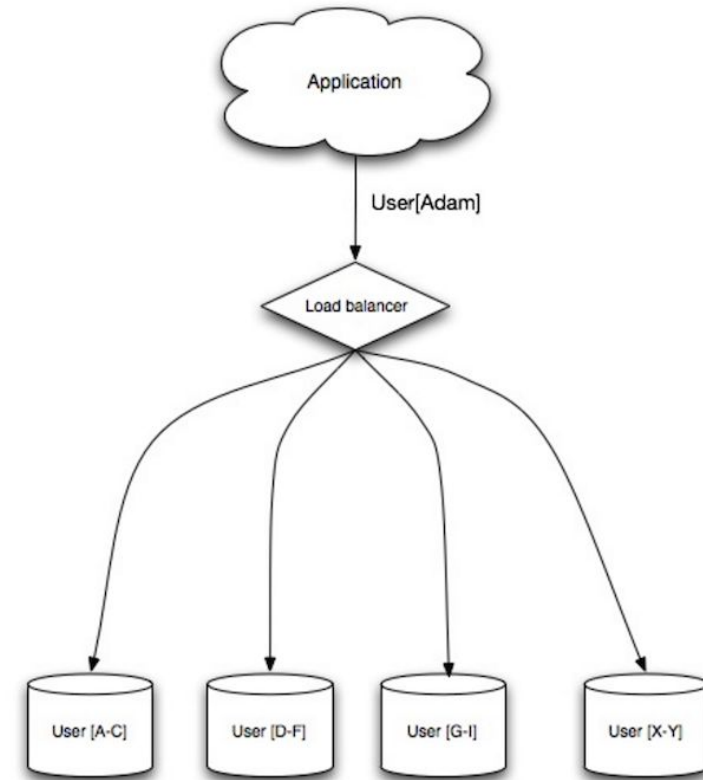 Application
User[Adam]
Load balancer
User [A-C]
User [D-F]
User [G-I]
User [X-Y]